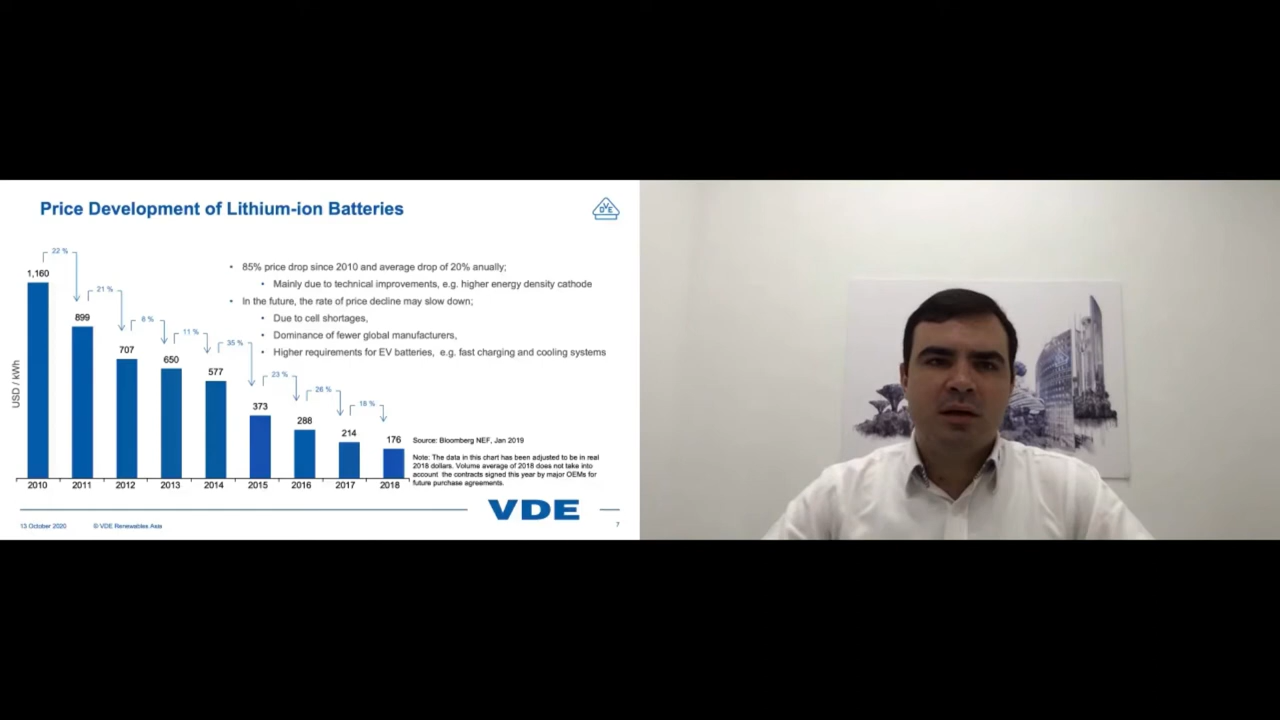 Price Development of Lithium-ion Batteries
VDE
22 %
1,160
21 %
899
6 %
707
11 %
650
35 %
577
23 %
373
26 %
288
18 %
214
176
USD / kWh
2010 2011 2012 2013 2014 2015 2016 2017 2018
• 85% price drop since 2010 and average drop of 20% anually;
• Mainly due to technical improvements, e.g. higher energy density cathode
• In the future, the rate of price decline may slow down;
• Due to cell shortages,
• Dominance of fewer global manufacturers,
• Higher requirements for EV batteries, e.g. fast charging and cooling systems
Source: Bloomberg NEF, Jan 2019
Note: The data in this chart has been adjusted to be in real
2018 dollars. Volume average of 2018 does not take into
account the contracts signed this year by major OEMs for
future purchase agreements.
VDE
13 October 2020 © VDE Renewables Asia 7